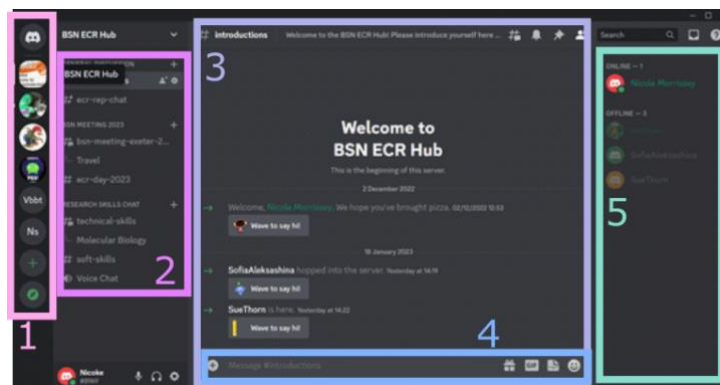 BSN ECR Hub
# introductions
Welcome to the BSN ECR Hub! Please introduce yourself here ...
Search
BSN ECR Hub
ecr-rep-chat
BSN MEETING 2023
bsn-meeting-exeter-2...
Travel
ecr-day-2023
RESEARCH SKILLS CHAT
technical-skills
Molecular Biology
soft-skills
Voice Chat
Vbbt
Ns
1
2
3
Welcome to
BSN ECR Hub
This is the beginning of this server.
2 December 2022
Welcome, Nicole Morrissey. We hope you've brought pizza. 02/12/2022 12:53
Wave to say hi!
18 January 2023
SofiaAleksashina hopped into the server. Yesterday at 14:19
Wave to say hi!
SueThorn is here. Yesterday at 14:22
Wave to say hi!
4
Message #introductions
GIF
ONLINE — 1
Nicole Morrissey
OFFLINE — 3
SofiaAleksashina
SueThorn
5
Nicole